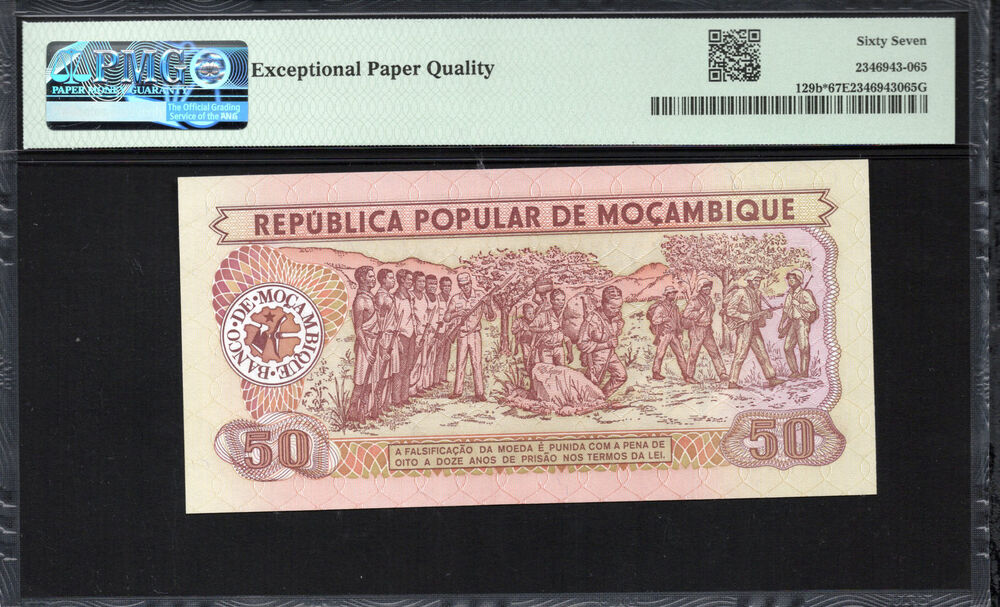 PMG
PAPER MONEY GUARANTY
The Official Grading
Service of the ANA
Exceptional Paper Quality
Sixty Seven
2346943-065
129b*67E2346943065G
REPÚBLICA POPULAR DE MOÇAMBIQUE
BANCO·DE·MOÇAMBIQUE·
50
A FALSIFICAÇÃO DA MOEDA É PUNIDA COM A PENA DE
OITO A DOZE ANOS DE PRISÃO NOS TERMOS DA LEI.
50